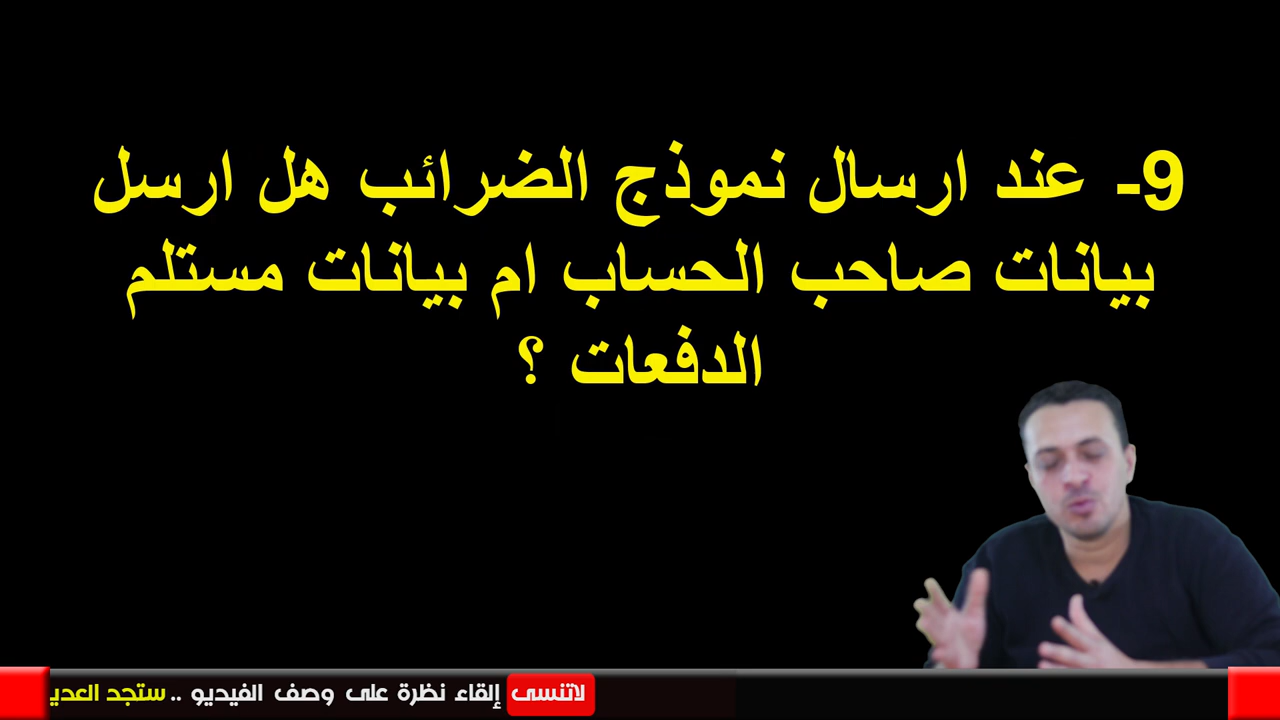 9- عند ارسال نموذج الضرائب هل ارسل
بيانات صاحب الحساب ام بيانات مستلم
الدفعات ؟
لاتنسى إلقاء نظرة على وصف الفيديو .. ستجد العدي